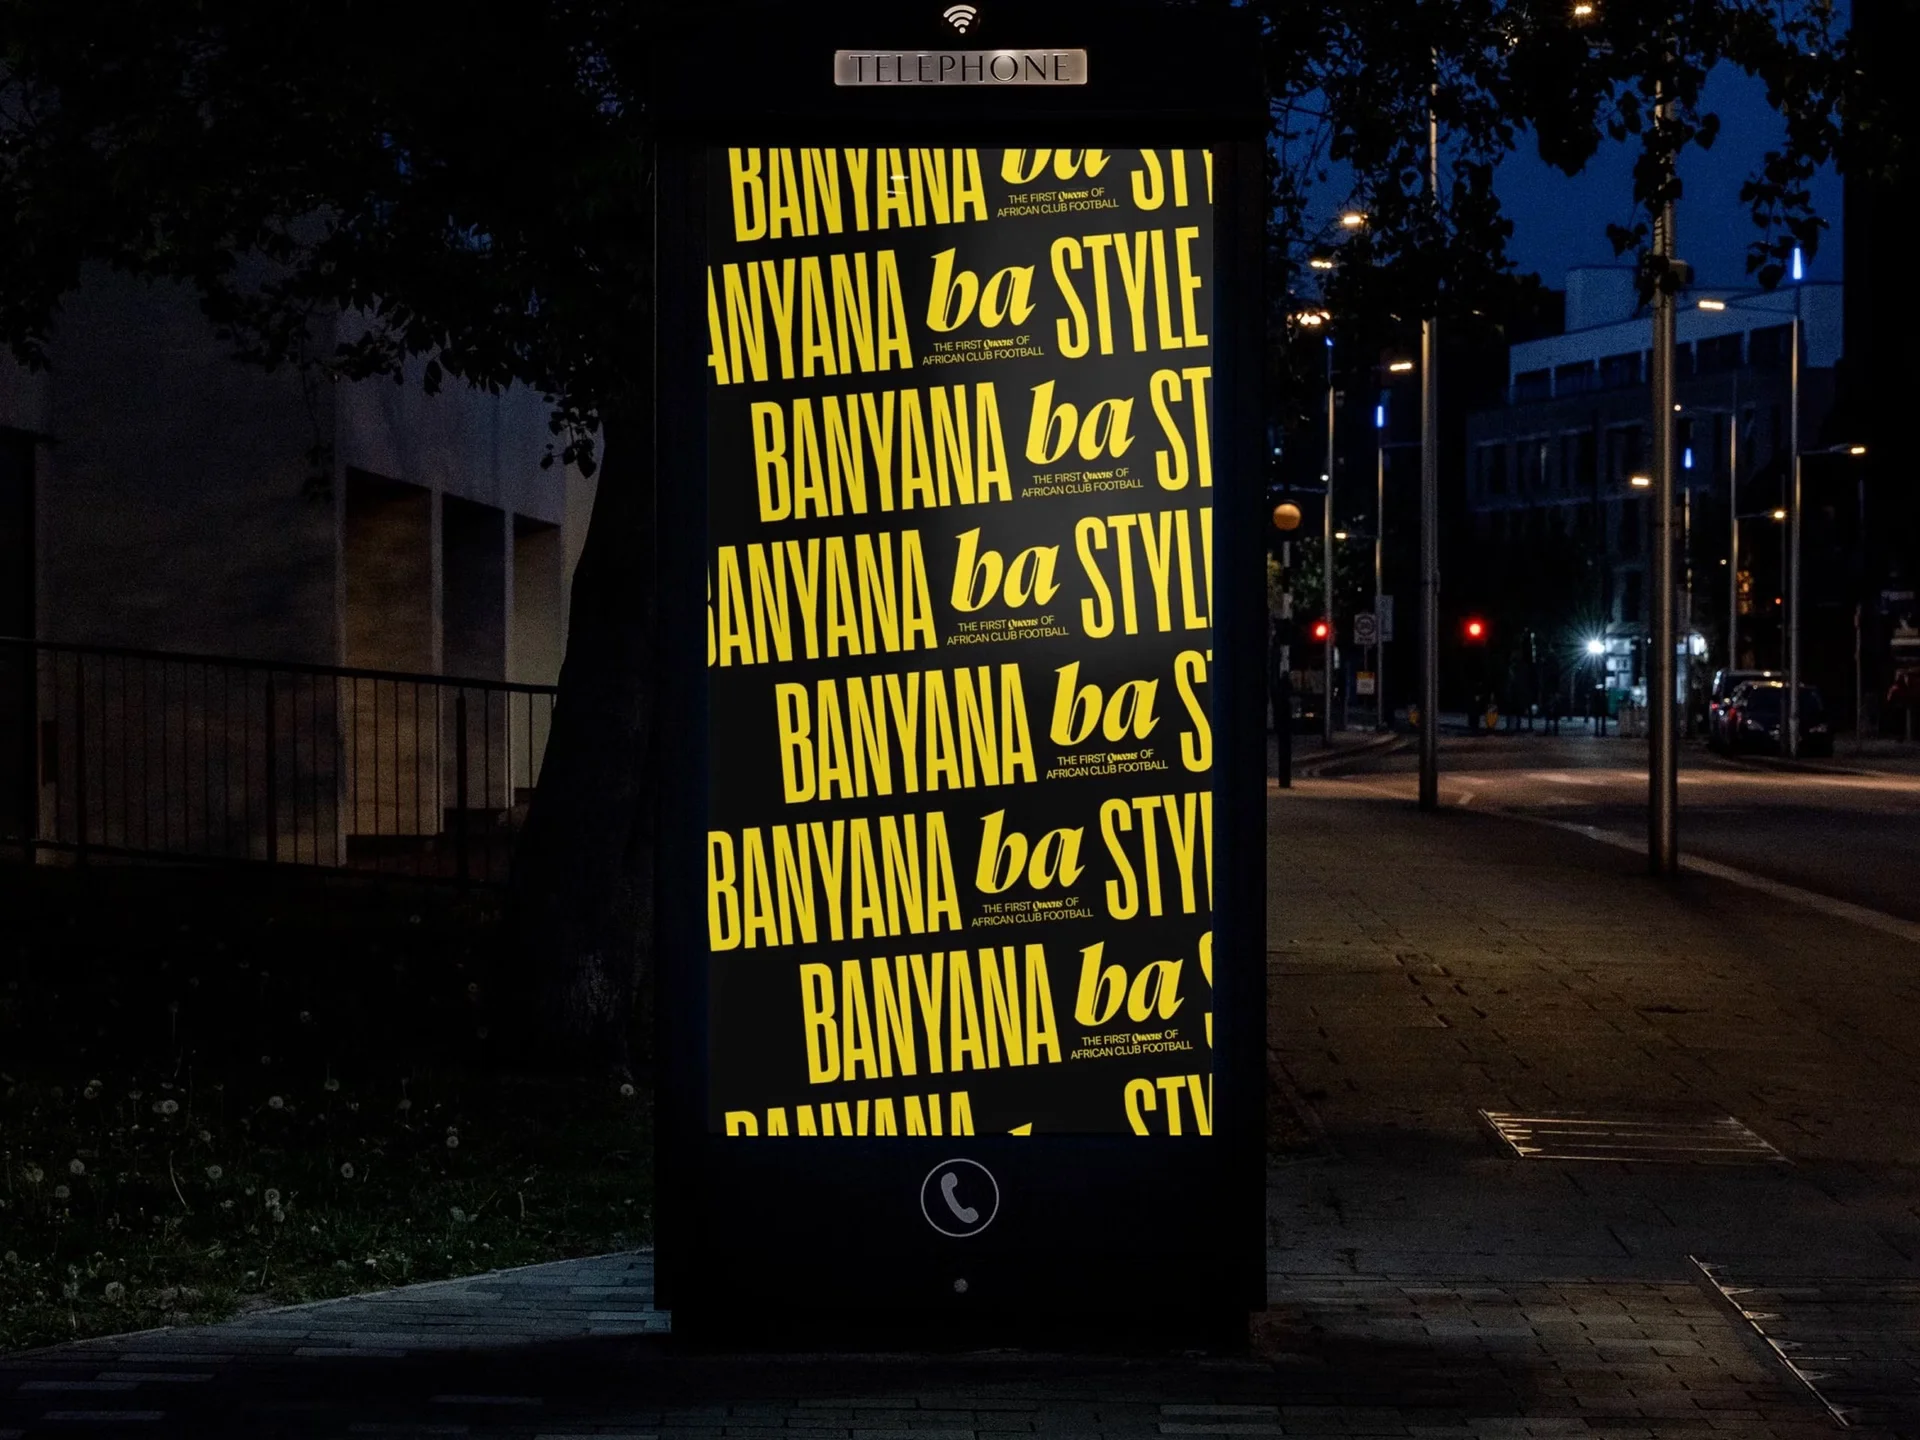 TELEPHONE
BANYANA ba STY
THE FIRST Queens OF
AFRICAN CLUB FOOTBALL
ANYANA ba STYLE
THE FIRST Queens OF
AFRICAN CLUB FOOTBALL
BANYANA ba ST
THE FIRST Queens OF
AFRICAN CLUB FOOTBALL
BANYANA ba STYLE
THE FIRST Queens OF
AFRICAN CLUB FOOTBALL
BANYANA ba S
THE FIRST Queens OF
AFRICAN CLUB FOOTBALL
BANYANA ba STYL
THE FIRST Queens OF
AFRICAN CLUB FOOTBALL
BANYANA ba S
THE FIRST Queens OF
AFRICAN CLUB FOOTBALL
BANYANA STY